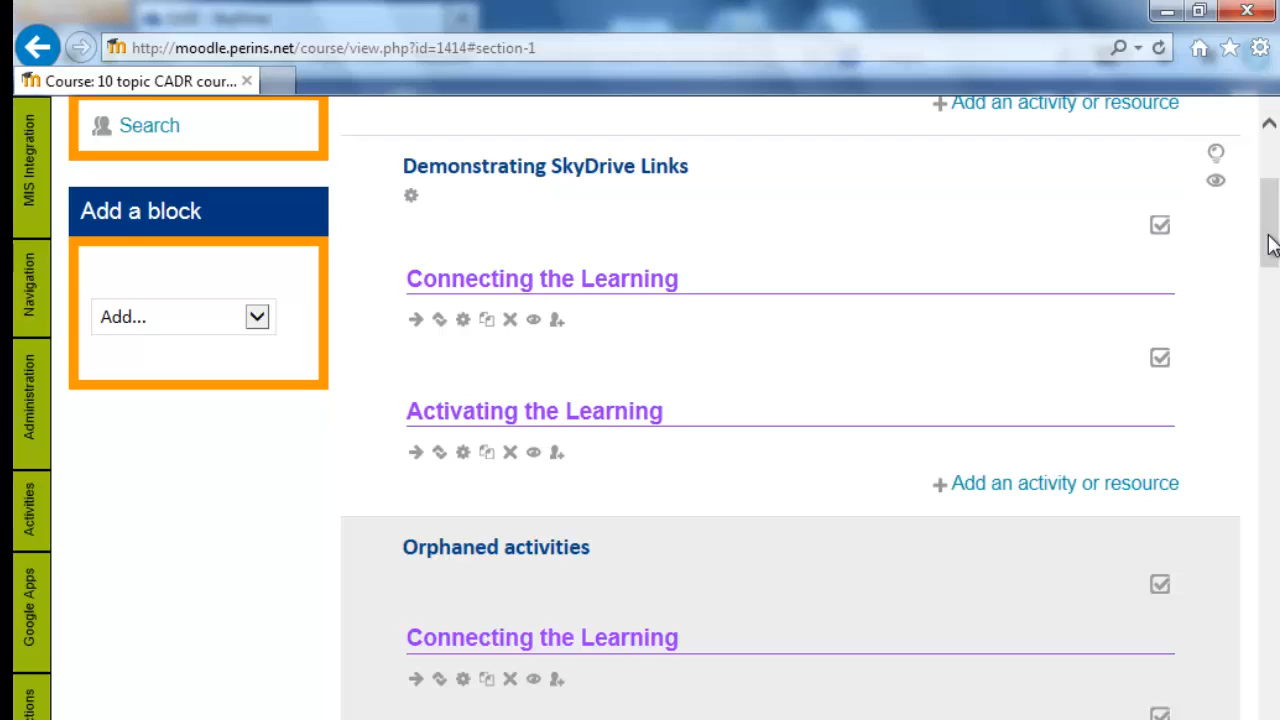 http://moodle.perins.net/course/view.php?id=1414#section-1
Course: 10 topic CADR cour...
MIS Integration
Navigation
Administration
Activities
Google Apps
Search
Add a block
Add...
Add an activity or resource
Demonstrating SkyDrive Links
Connecting the Learning
Activating the Learning
Add an activity or resource
Orphaned activities
Connecting the Learning